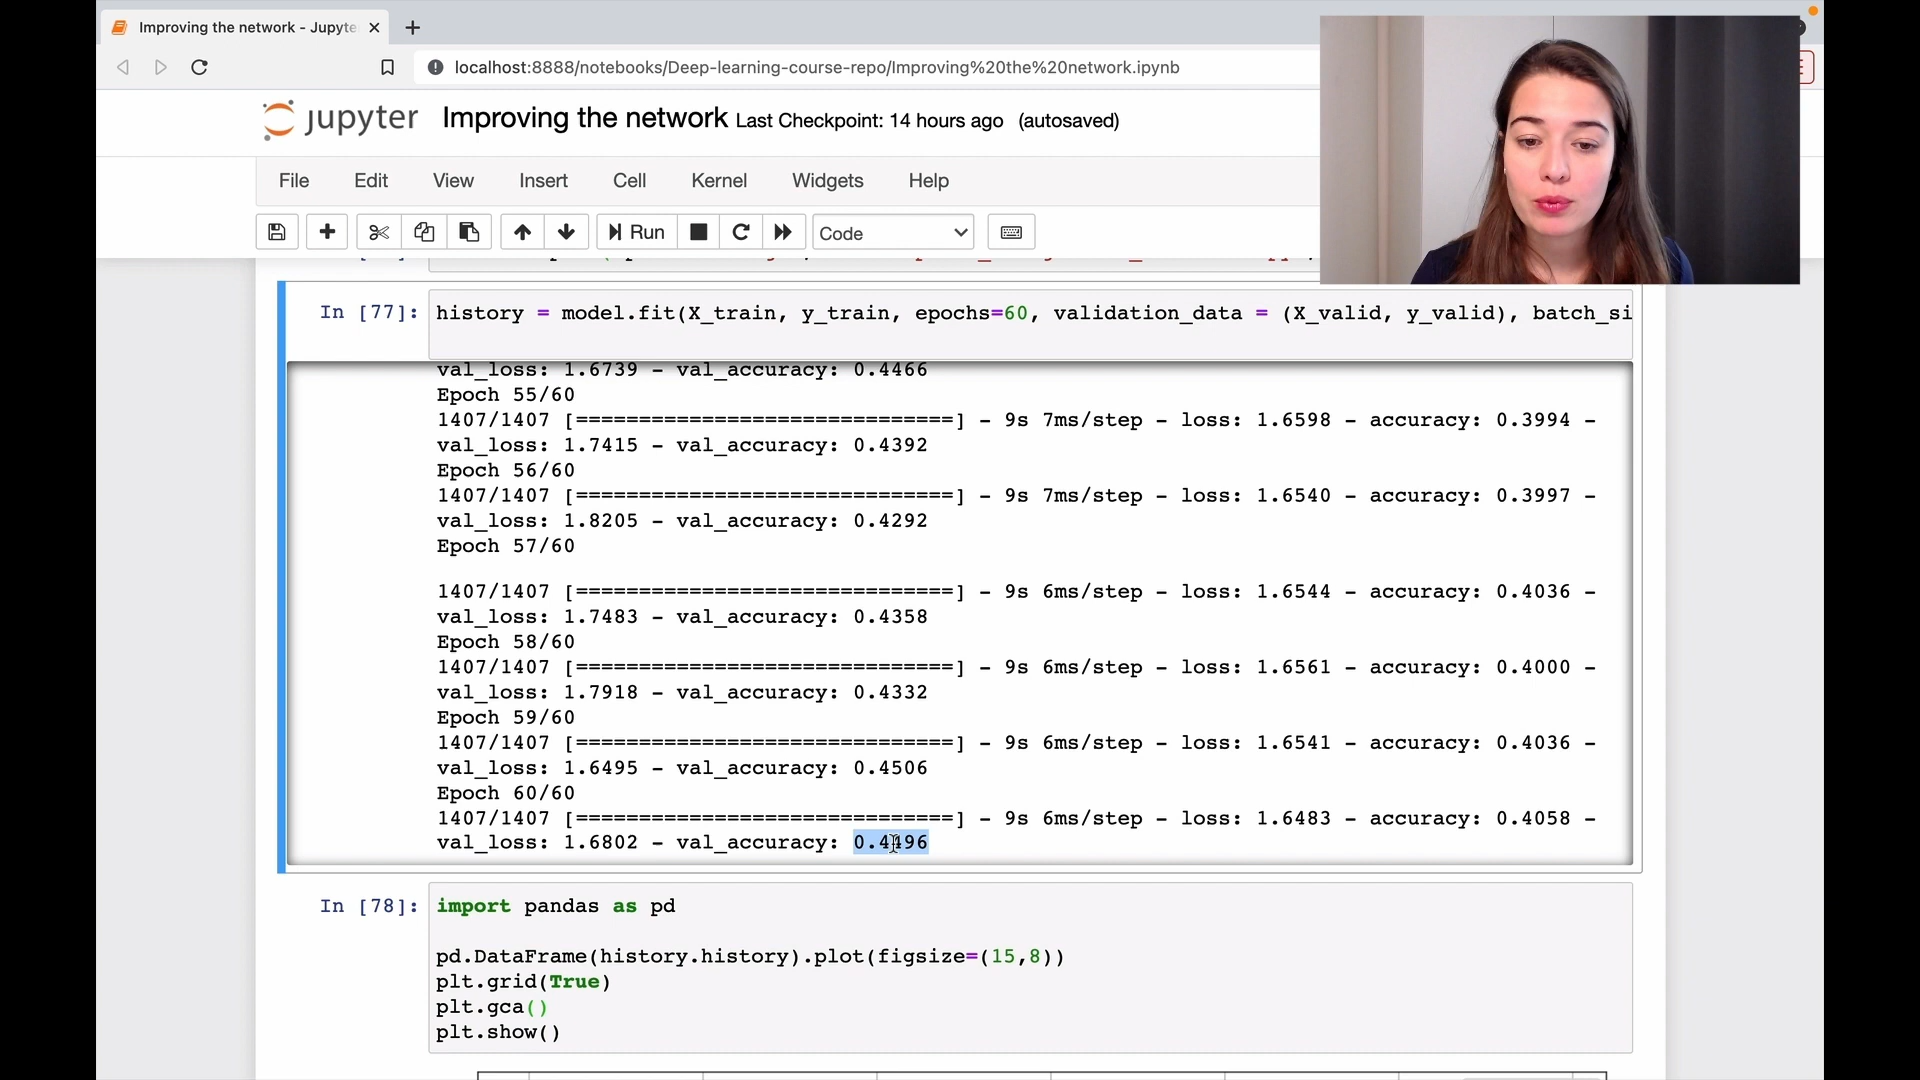 Improving the network - Jupyte
localhost:8888/notebooks/Deep-learning-course-repo/Improving%20the%20network.ipynb
jupyter Improving the network Last Checkpoint: 14 hours ago (autosaved)
File Edit View Insert Cell Kernel Widgets Help
Run Code
In [77]: history = model.fit(X_train, y_train, epochs=60, validation_data = (X_valid, y_valid), batch_si
val_loss: 1.6739 - val_accuracy: 0.4466
Epoch 55/60
1407/1407 [==============================] - 9s 7ms/step - loss: 1.6598 - accuracy: 0.3994 -
val_loss: 1.7415 - val_accuracy: 0.4392
Epoch 56/60
1407/1407 [==============================] - 9s 7ms/step - loss: 1.6540 - accuracy: 0.3997 -
val_loss: 1.8205 - val_accuracy: 0.4292
Epoch 57/60
1407/1407 [==============================] - 9s 6ms/step - loss: 1.6544 - accuracy: 0.4036 -
val_loss: 1.7483 - val_accuracy: 0.4358
Epoch 58/60
1407/1407 [==============================] - 9s 6ms/step - loss: 1.6561 - accuracy: 0.4000 -
val_loss: 1.7918 - val_accuracy: 0.4332
Epoch 59/60
1407/1407 [==============================] - 9s 6ms/step - loss: 1.6541 - accuracy: 0.4036 -
val_loss: 1.6495 - val_accuracy: 0.4506
Epoch 60/60
1407/1407 [==============================] - 9s 6ms/step - loss: 1.6483 - accuracy: 0.4058 -
val_loss: 1.6802 - val_accuracy: 0.4496
In [78]: import pandas as pd
pd.DataFrame(history.history).plot(figsize=(15,8))
plt.grid(True)
plt.gca()
plt.show()